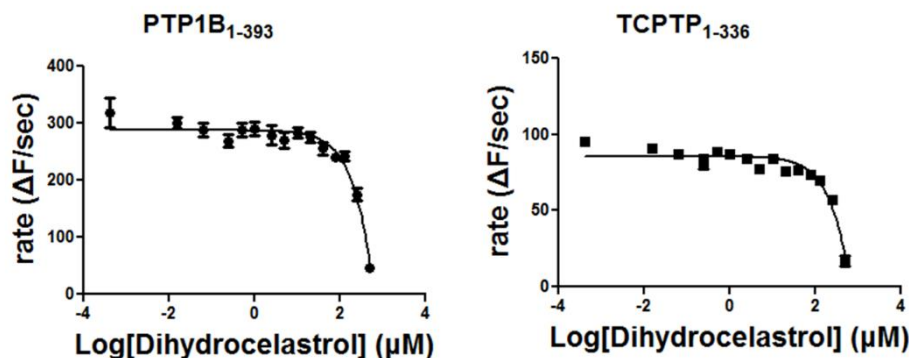 PTP1B1-393
rate (ΔF/sec)
400
300
200
100
0
-4 -2 0 2 4
Log[Dihydrocelastrol] (μM)
TCPTP1-336
rate (ΔF/sec)
150
100
50
0
-4 -2 0 2 4
Log[Dihydrocelastrol] (μM)